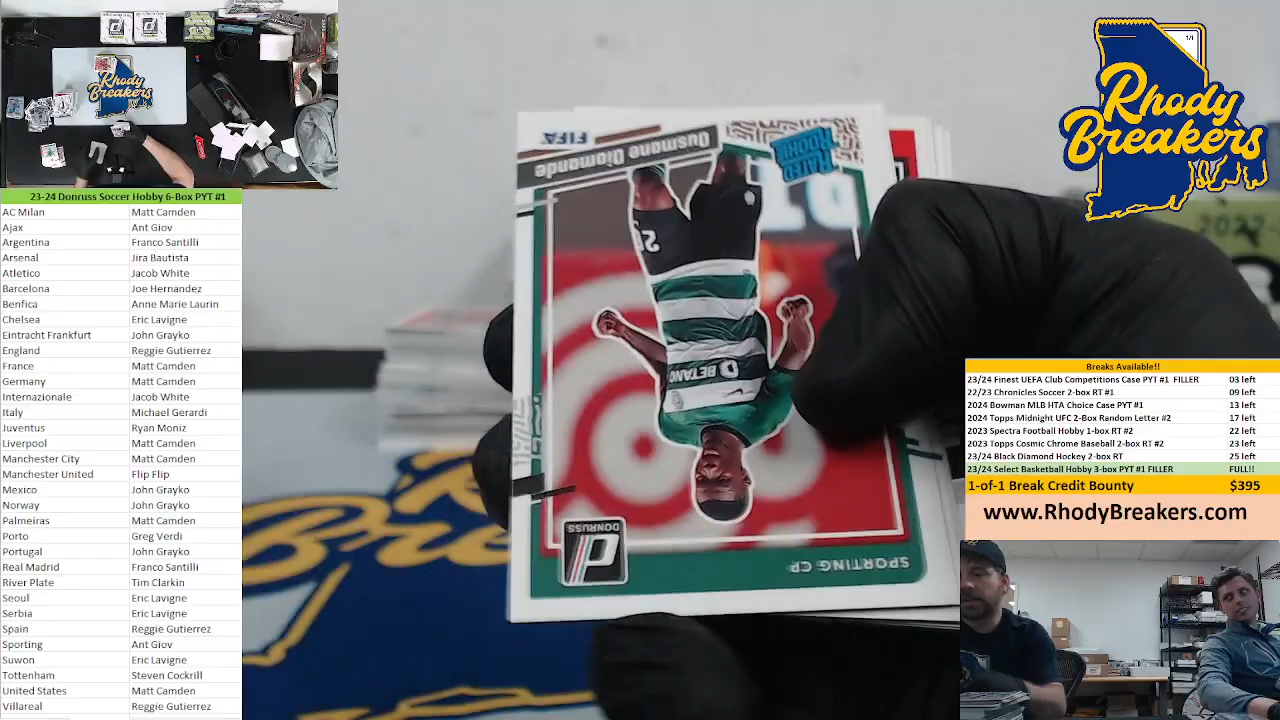 23-24 Donruss Soccer Hobby 6-Box PYT #1
AC Milan Matt Camden
Ajax Ant Giov
Argentina Franco Santilli
Arsenal Jira Bautista
Atletico Jacob White
Barcelona Joe Hernandez
Benfica Anne Marie Laurin
Chelsea Eric Lavigne
Eintracht Frankfurt John Grayko
England Reggie Gutierrez
France Matt Camden
Germany Matt Camden
Internazionale Jacob White
Italy Michael Gerardi
Juventus Ryan Moniz
Liverpool Matt Camden
Manchester City Matt Camden
Manchester United Flip Flip
Mexico John Grayko
Norway John Grayko
Palmeiras Matt Camden
Porto Greg Verdi
Portugal John Grayko
Real Madrid Franco Santilli
River Plate Tim Clarkin
Seoul Eric Lavigne
Serbia Eric Lavigne
Spain Reggie Gutierrez
Sporting Ant Giov
Suwon Eric Lavigne
Tottenham Steven Cockrill
United States Matt Camden
Villareal Reggie Gutierrez
Rhody
Breakers
FIFA
Ousmane Diamande
RATED
ROOKIE
BETANO
DONRUSS
SPORTING CP
1/1
Rhody
Breakers
Breaks Available!!
23/24 Finest UEFA Club Competitions Case PYT #1 FILLER 03 left
22/23 Chronicles Soccer 2-box RT #1 09 left
2024 Bowman MLB HTA Choice Case PYT #1 13 left
2024 Topps Midnight UFC 2-Box Random Letter #2 17 left
2023 Spectra Football Hobby 1-box RT #2 22 left
2023 Topps Cosmic Chrome Baseball 2-box RT #2 23 left
23/24 Black Diamond Hockey 2-box RT 25 left
23/24 Select Basketball Hobby 3-box PYT #1 FILLER FULL!!
1-of-1 Break Credit Bounty $395
www.RhodyBreakers.com